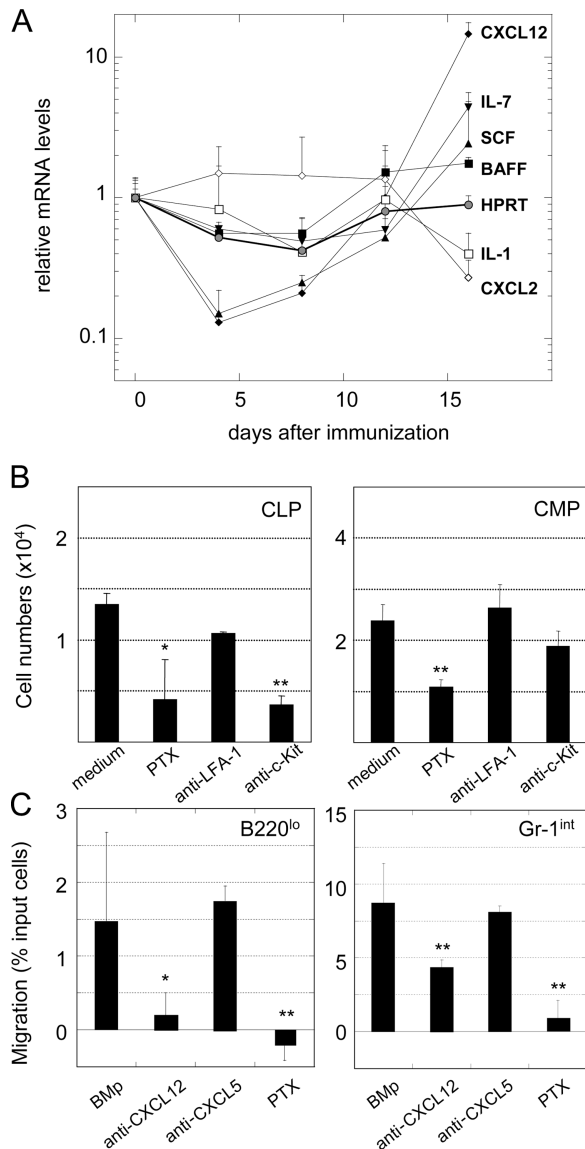 A
relative mRNA levels
10
1
0.1
CXCL12
IL-7
SCF
BAFF
HPRT
IL-1
CXCL2
0 5 10 15
days after immunization
B
Cell numbers (x10⁴)
CLP
2
1
*
**
medium PTX anti-LFA-1 anti-c-Kit
CMP
4
2
0
**
medium PTX anti-LFA-1 anti-c-Kit
C
Migration (% input cells)
B220lo
3
2
1
0
*
**
BMp anti-CXCL12 anti-CXCL5 PTX
Gr-1int
15
10
5
0
**
**
BMp anti-CXCL12 anti-CXCL5 PTX